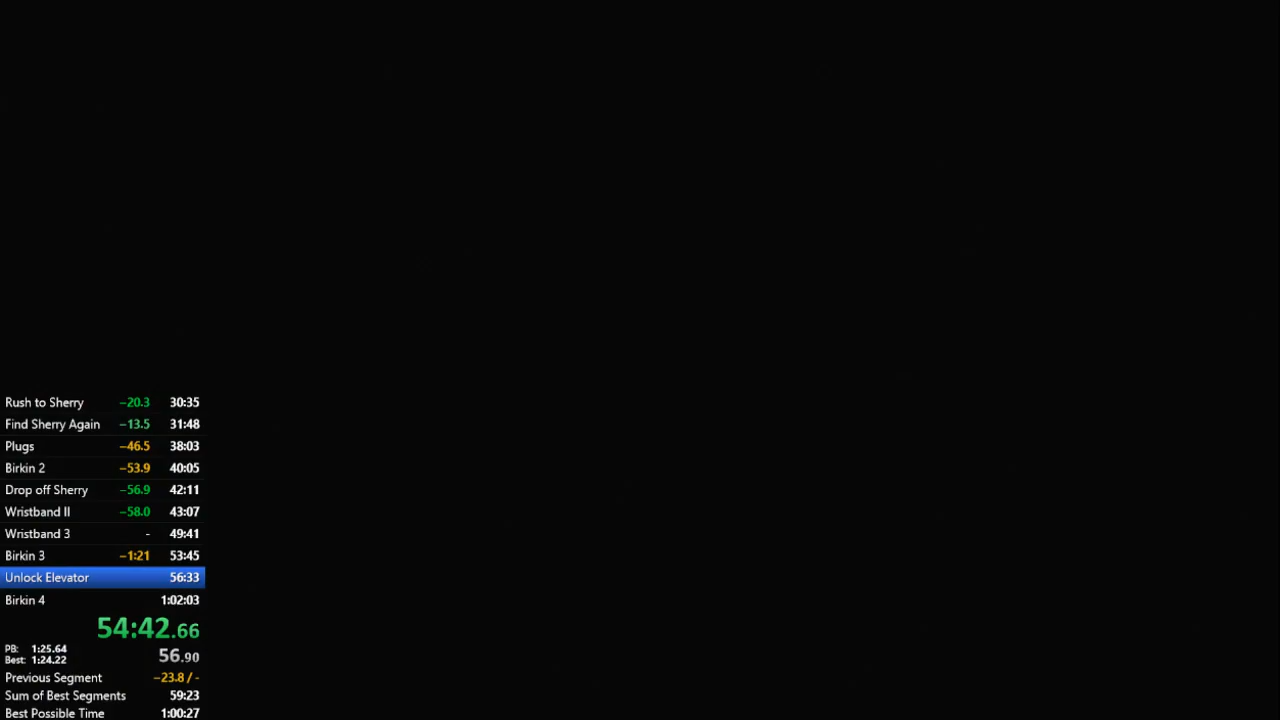 Rush to Sherry −20.3 30:35
Find Sherry Again −13.5 31:48
Plugs −46.5 38:03
Birkin 2 −53.9 40:05
Drop off Sherry −56.9 42:11
Wristband II −58.0 43:07
Wristband 3 - 49:41
Birkin 3 −1:21 53:45
Unlock Elevator 56:33
Birkin 4 1:02:03
54:42.66
PB: 1:25.64
Best: 1:24.22
56.90
Previous Segment −23.8 / -
Sum of Best Segments 59:23
Best Possible Time 1:00:27